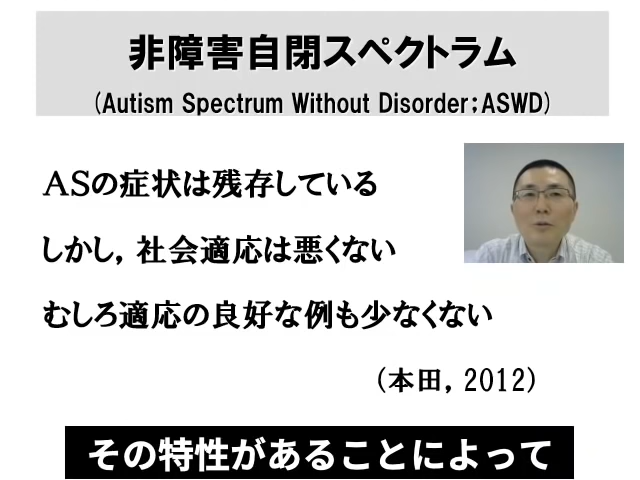 非障害自閉スペクトラム
(Autism Spectrum Without Disorder;ASWD)
ASの症状は残存している
しかし,社会適応は悪くない
むしろ適応の良好な例も少なくない
(本田, 2012)
その特性があることによって